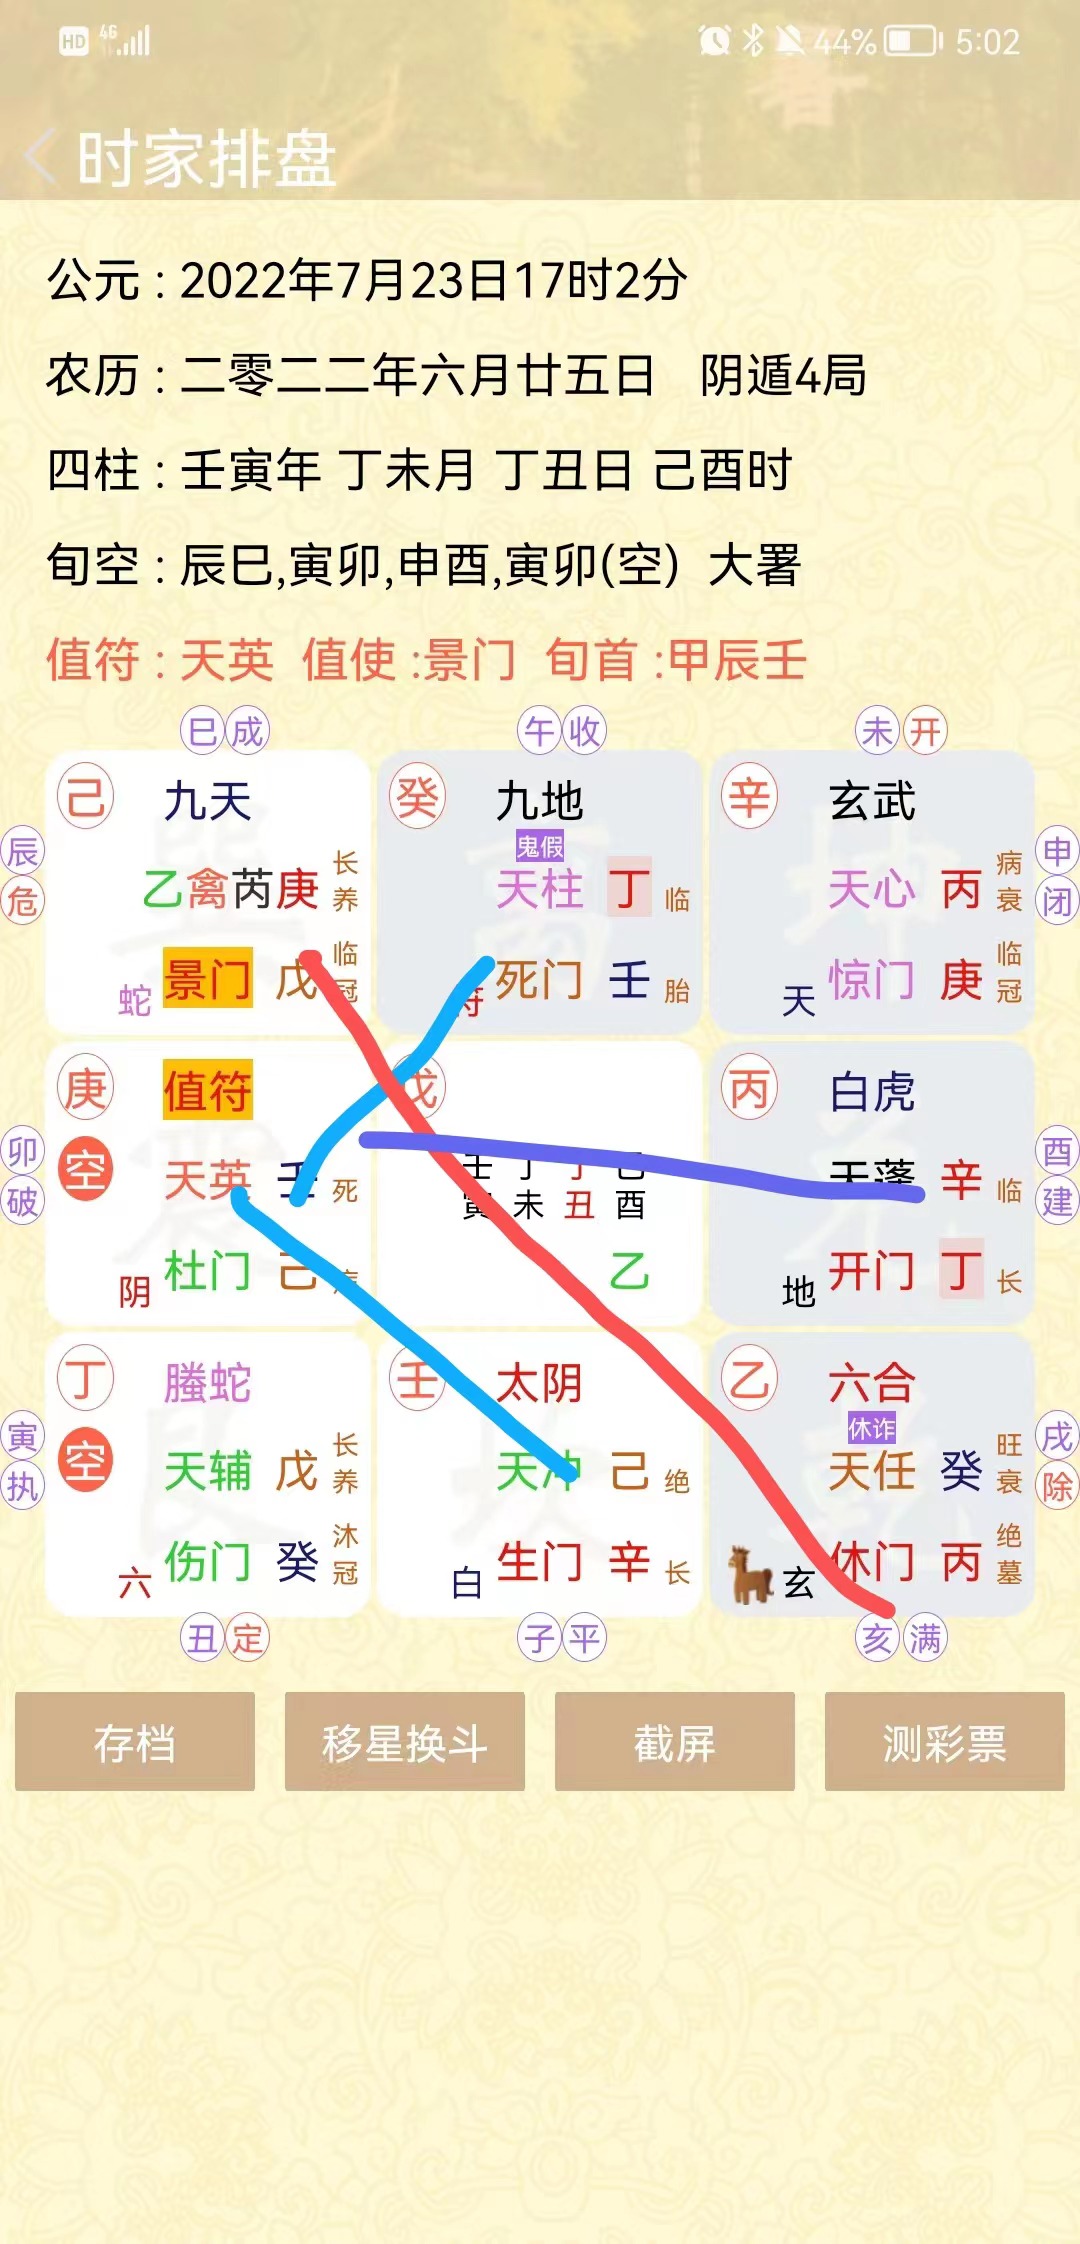 HD 4G 44% 5:02
时家排盘
公元：2022年7月23日17时2分
农历：二零二二年六月廿五日 阴遁4局
四柱：壬寅年 丁未月 丁丑日 己酉时
旬空：辰巳,寅卯,申酉,寅卯(空) 大署
值符：天英 值使:景门 旬首:甲辰壬
巳 成 午 收 未 开
己 九天 癸 九地 辛 玄武
鬼假
辰 危 乙禽芮庚 长养 天柱 丁 临 天心 丙 病衰 申 闭
蛇 景门 戊 临冠 符 死门 壬 胎 天 惊门 庚 临冠
庚 值符 戊 丙 白虎
卯 破 空 天英 壬 死 壬 丁 丁 己 天蓬 辛 临 酉 建
寅 未 丑 酉
阴 杜门 己 乙 地 开门 丁 长
丁 螣蛇 壬 太阴 乙 六合
休诈
寅 执 空 天辅 戊 长养 天冲 己 绝 天任 癸 旺衰 戌 除
六 伤门 癸 沐冠 白 生门 辛 长 玄 休门 丙 绝墓
丑 定 子 平 亥 满
存档 移星换斗 截屏 测彩票